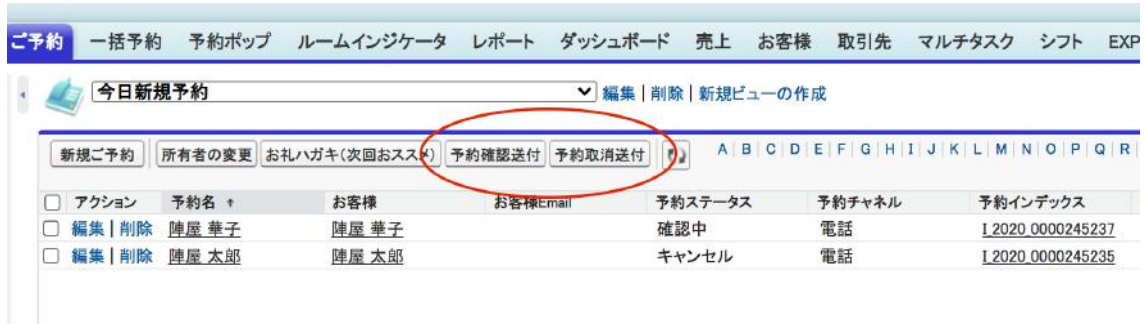 ご予約 一括予約 予約ポップ ルームインジケータ レポート ダッシュボード 売上 お客様 取引先 マルチタスク シフト EXP
今日新規予約 編集 | 削除 | 新規ビューの作成
新規ご予約 所有者の変更 お礼ハガキ(次回おススメ) 予約確認送付 予約取消送付 A | B | C | D | E | F | G | H | I | J | K | L | M | N | O | P | Q | R |
アクション 予約名 ↑ お客様 お客様Email 予約ステータス 予約チャネル 予約インデックス
編集 | 削除 陣屋 華子 陣屋 華子 確認中 電話 I_2020_0000245237
編集 | 削除 陣屋 太郎 陣屋 太郎 キャンセル 電話 I_2020_0000245235